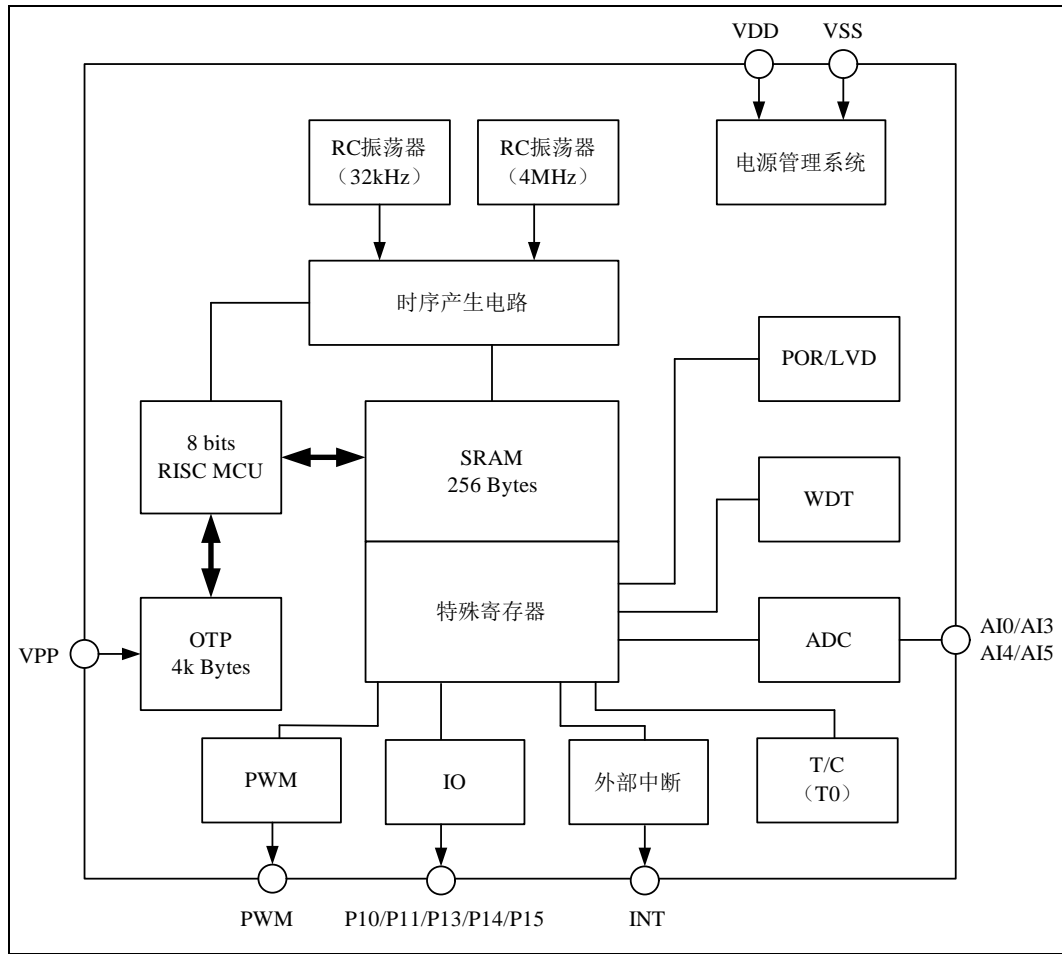 VDD
VSS
RC振荡器
（32kHz）
RC振荡器
（4MHz）
电源管理系统
时序产生电路
POR/LVD
8 bits
RISC MCU
SRAM
256 Bytes
WDT
特殊寄存器
VPP
OTP
4k Bytes
ADC
AI0/AI3
AI4/AI5
PWM
IO
外部中断
T/C
（T0）
PWM
P10/P11/P13/P14/P15
INT